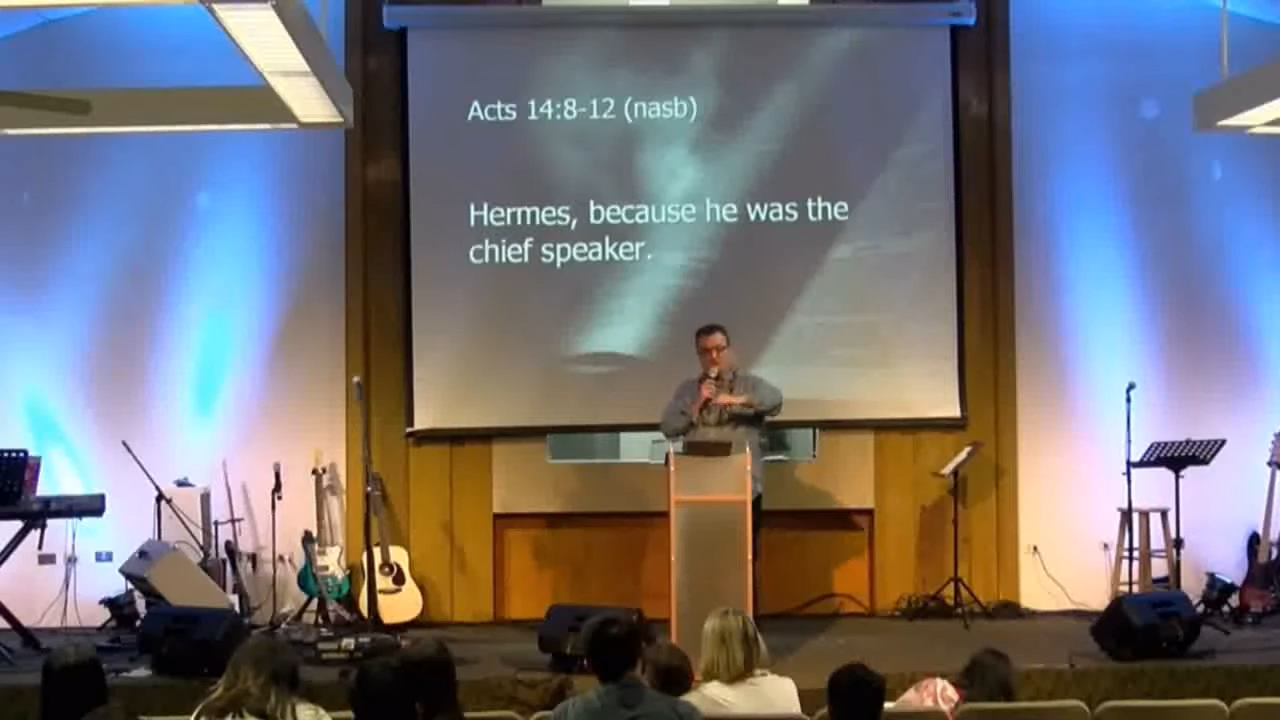 Acts 14:8-12 (nasb)
Hermes, because he was the
chief speaker.